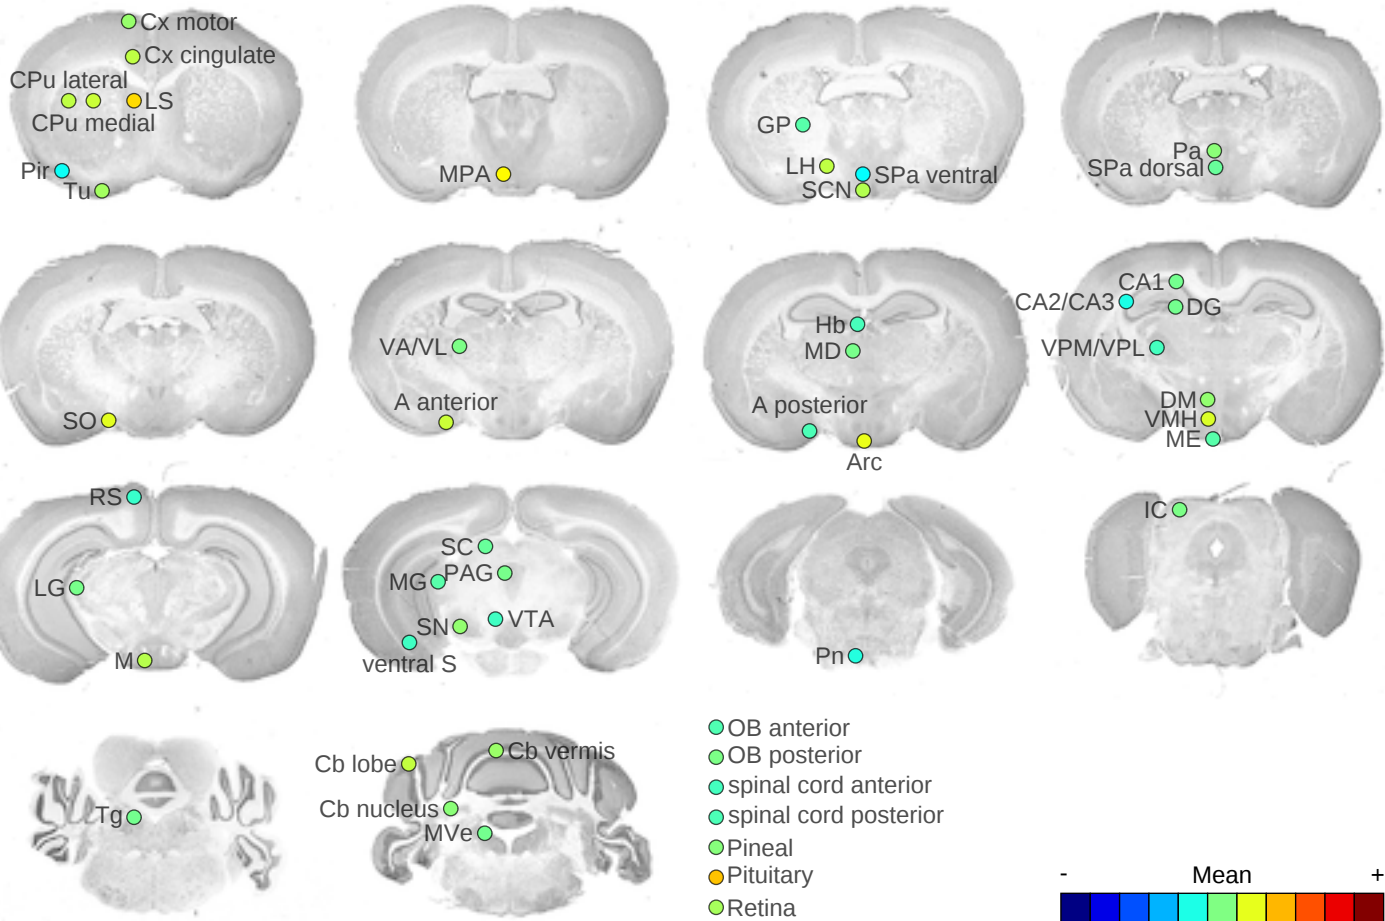 Cx motor
Cx cingulate
CPu lateral
LS
CPu medial
Pir
Tu
MPA
GP
LH
SPa ventral
SCN
Pa
SPa dorsal
SO
VA/VL
A anterior
Hb
MD
A posterior
Arc
CA1
CA2/CA3
DG
VPM/VPL
DM
VMH
ME
RS
LG
M
SC
MG
PAG
SN
VTA
ventral S
Pn
IC
Tg
Cb lobe
Cb vermis
Cb nucleus
MVe
OB anterior
OB posterior
spinal cord anterior
spinal cord posterior
Pineal
Pituitary
Retina
- Mean +